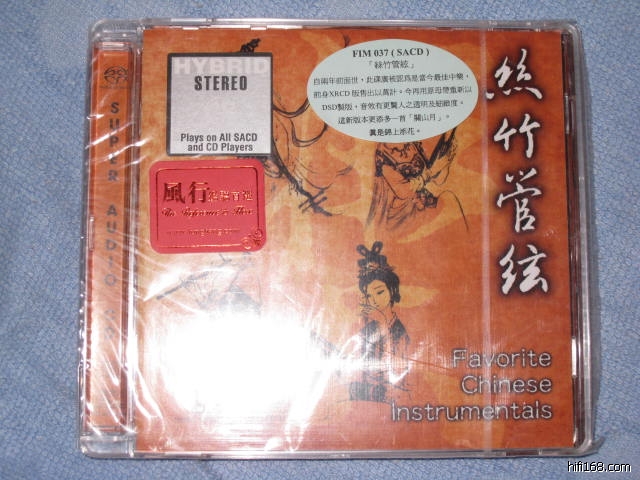 HYBRID
STEREO
Plays on All SACD
and CD Players
FIM 037 ( SACD )
「絲竹管絃」
自兩年前面世，此碟廣被認為是當今最佳中樂，
前身XRCD 版售出以萬計。今再用原母帶重新以
DSD製版，音效有更驚人之透明及細緻度。
這新版本更添多一首「關山月」。
真是錦上添花。
風行
絲竹管絃
SUPER AUDIO
Favorite
Chinese
Instrumentals
hifi168.com